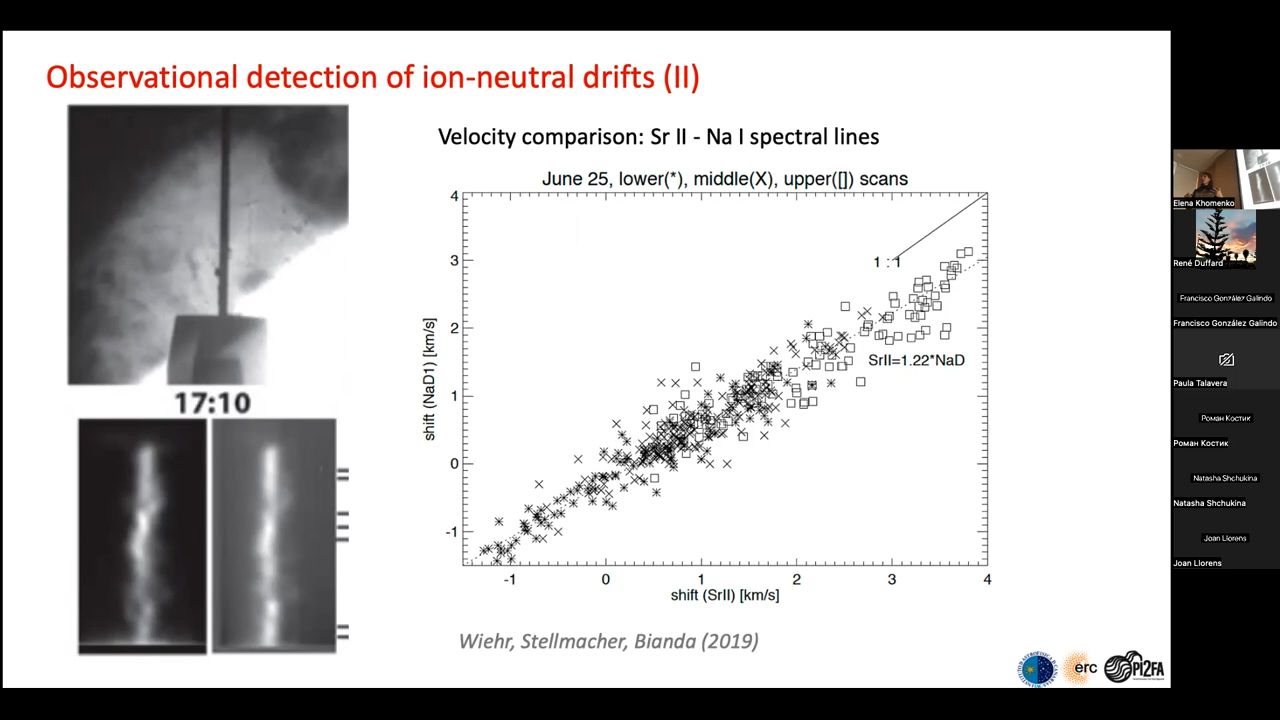 Observational detection of ion-neutral drifts (II)
17:10
Velocity comparison: Sr II - Na I spectral lines
June 25, lower(*), middle(X), upper([]) scans
4
3
2
1
0
-1
shift (NaD1) [km/s]
1 : 1
SrII=1.22*NaD
-1
0
1
2
3
4
shift (SrII) [km/s]
Wiehr, Stellmacher, Bianda (2019)
erc
PI2FA
Elena Khomenko
René Duffard
Francisco González Galindo
Francisco González Galindo
Paula Talavera
Роман Костик
Роман Костик
Natasha Shchukina
Natasha Shchukina
Joan Llorens
Joan Llorens